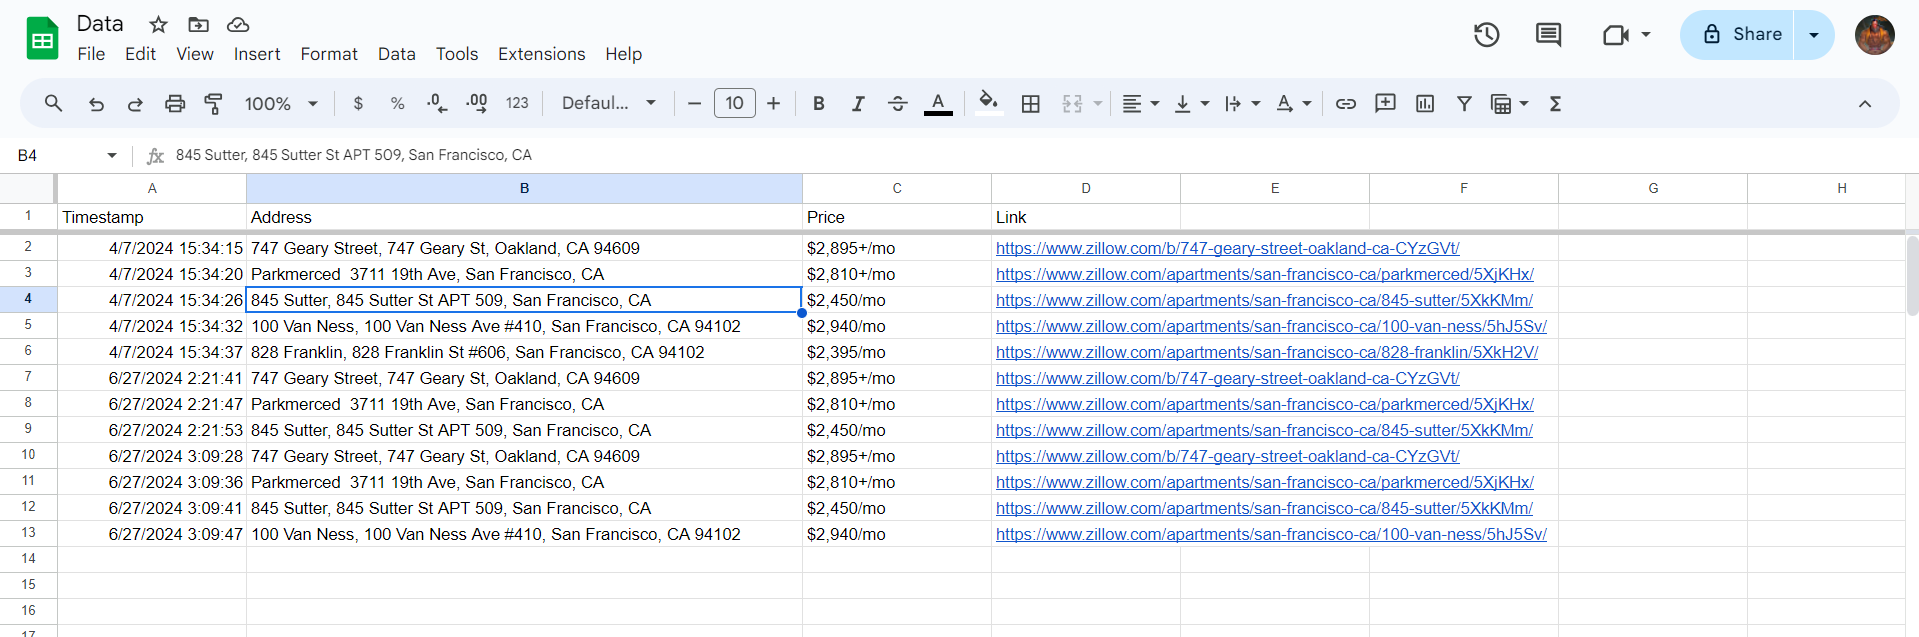 Data
File Edit View Insert Format Data Tools Extensions Help
Share
100% $ % .0 .00 123 Defaul... 10 B I A
B4 fx 845 Sutter, 845 Sutter St APT 509, San Francisco, CA
A B C D E F G H
1 Timestamp Address Price Link
2 4/7/2024 15:34:15 747 Geary Street, 747 Geary St, Oakland, CA 94609 $2,895+/mo https://www.zillow.com/b/747-geary-street-oakland-ca-CYzGVt/
3 4/7/2024 15:34:20 Parkmerced  3711 19th Ave, San Francisco, CA $2,810+/mo https://www.zillow.com/apartments/san-francisco-ca/parkmerced/5XjKHx/
4 4/7/2024 15:34:26 845 Sutter, 845 Sutter St APT 509, San Francisco, CA $2,450/mo https://www.zillow.com/apartments/san-francisco-ca/845-sutter/5XkKMm/
5 4/7/2024 15:34:32 100 Van Ness, 100 Van Ness Ave #410, San Francisco, CA 94102 $2,940/mo https://www.zillow.com/apartments/san-francisco-ca/100-van-ness/5hJ5Sv/
6 4/7/2024 15:34:37 828 Franklin, 828 Franklin St #606, San Francisco, CA 94102 $2,395/mo https://www.zillow.com/apartments/san-francisco-ca/828-franklin/5XkH2V/
7 6/27/2024 2:21:41 747 Geary Street, 747 Geary St, Oakland, CA 94609 $2,895+/mo https://www.zillow.com/b/747-geary-street-oakland-ca-CYzGVt/
8 6/27/2024 2:21:47 Parkmerced  3711 19th Ave, San Francisco, CA $2,810+/mo https://www.zillow.com/apartments/san-francisco-ca/parkmerced/5XjKHx/
9 6/27/2024 2:21:53 845 Sutter, 845 Sutter St APT 509, San Francisco, CA $2,450/mo https://www.zillow.com/apartments/san-francisco-ca/845-sutter/5XkKMm/
10 6/27/2024 3:09:28 747 Geary Street, 747 Geary St, Oakland, CA 94609 $2,895+/mo https://www.zillow.com/b/747-geary-street-oakland-ca-CYzGVt/
11 6/27/2024 3:09:36 Parkmerced  3711 19th Ave, San Francisco, CA $2,810+/mo https://www.zillow.com/apartments/san-francisco-ca/parkmerced/5XjKHx/
12 6/27/2024 3:09:41 845 Sutter, 845 Sutter St APT 509, San Francisco, CA $2,450/mo https://www.zillow.com/apartments/san-francisco-ca/845-sutter/5XkKMm/
13 6/27/2024 3:09:47 100 Van Ness, 100 Van Ness Ave #410, San Francisco, CA 94102 $2,940/mo https://www.zillow.com/apartments/san-francisco-ca/100-van-ness/5hJ5Sv/
14
15
16
17